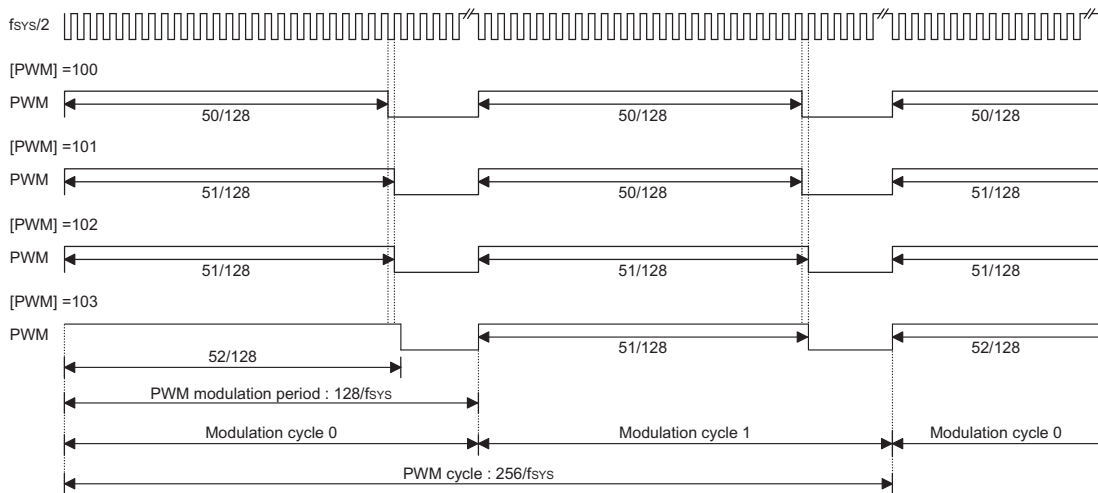 fSYS/2
[PWM] =100
PWM
50/128 50/128 50/128
[PWM] =101
PWM
51/128 50/128 51/128
[PWM] =102
PWM
51/128 51/128 51/128
[PWM] =103
PWM
52/128 51/128 52/128
PWM modulation period : 128/fSYS
Modulation cycle 0 Modulation cycle 1 Modulation cycle 0
PWM cycle : 256/fSYS